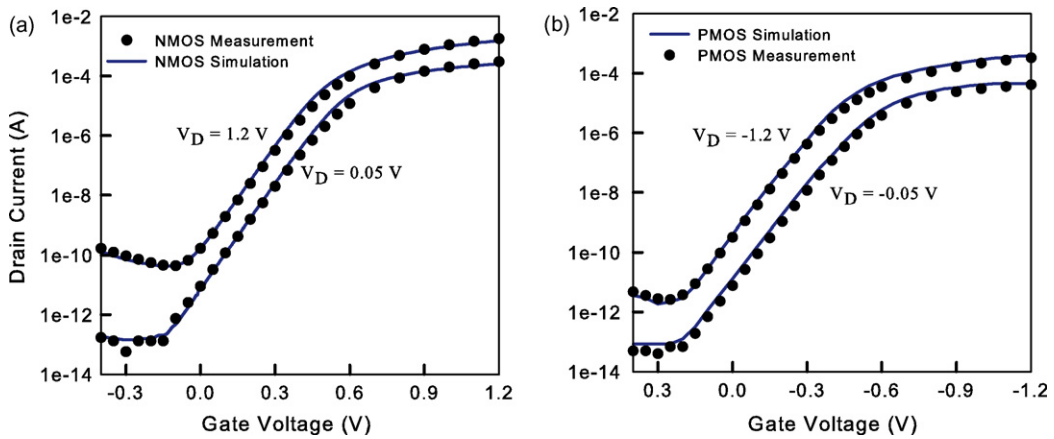 (a)
1e-2
1e-4
1e-6
1e-8
1e-10
1e-12
1e-14
Drain Current (A)
NMOS Measurement
NMOS Simulation
V_D = 1.2 V
V_D = 0.05 V
-0.3 0.0 0.3 0.6 0.9 1.2
Gate Voltage (V)
(b)
1e-2
1e-4
1e-6
1e-8
1e-10
1e-12
1e-14
PMOS Simulation
PMOS Measurement
V_D = -1.2 V
V_D = -0.05 V
0.3 0.0 -0.3 -0.6 -0.9 -1.2
Gate Voltage (V)